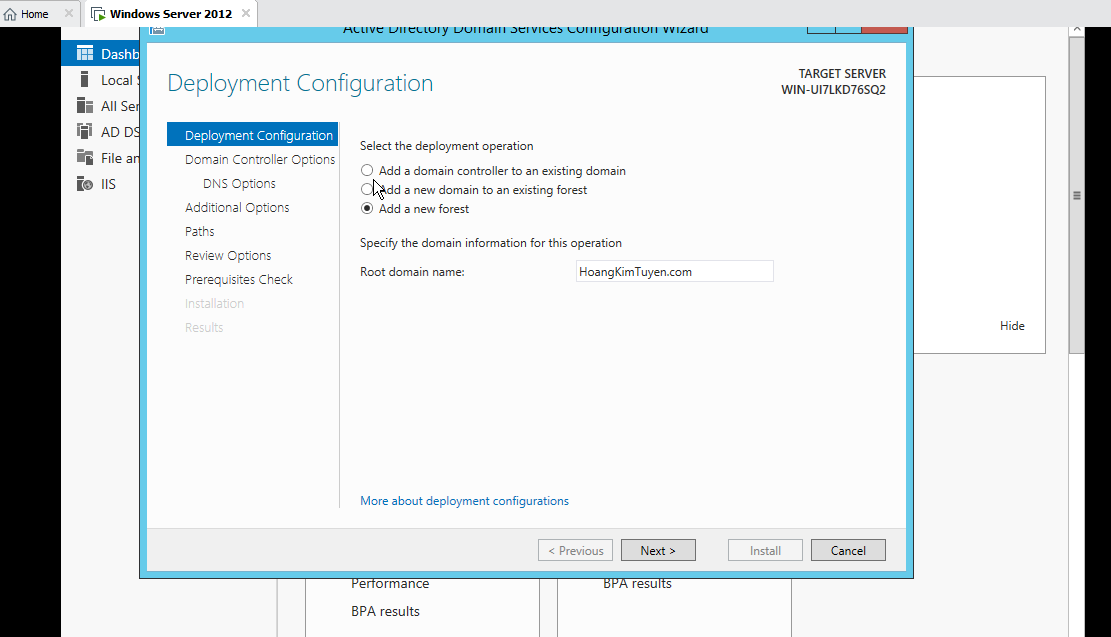 Home
Windows Server 2012
Active Directory Domain Services Configuration Wizard
Dashb
Local S
All Ser
AD DS
File an
IIS
Deployment Configuration
TARGET SERVER
WIN-UI7LKD76SQ2
Deployment Configuration
Domain Controller Options
DNS Options
Additional Options
Paths
Review Options
Prerequisites Check
Installation
Results
Select the deployment operation
Add a domain controller to an existing domain
Add a new domain to an existing forest
Add a new forest
Specify the domain information for this operation
Root domain name:
HoangKimTuyen.com
More about deployment configurations
< Previous
Next >
Install
Cancel
Hide
Performance
BPA results
BPA results